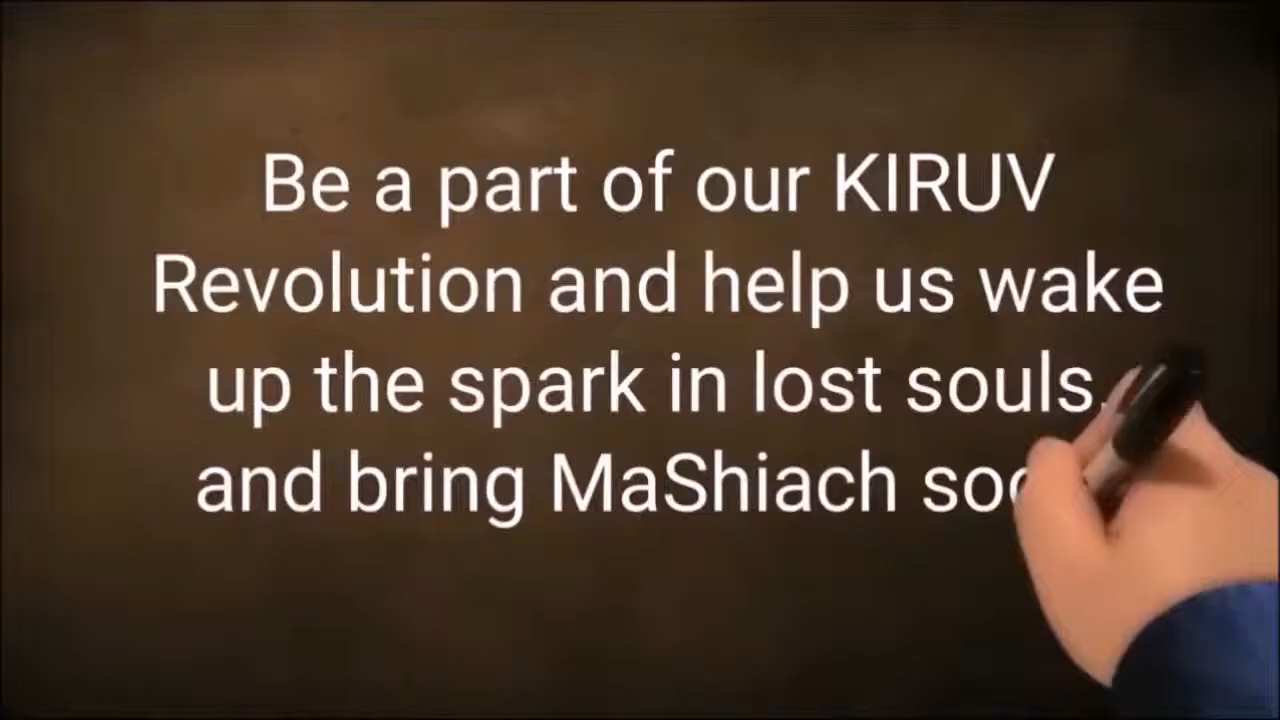 Be a part of our KIRUV
Revolution and help us wake
up the spark in lost souls
and bring MaShiach